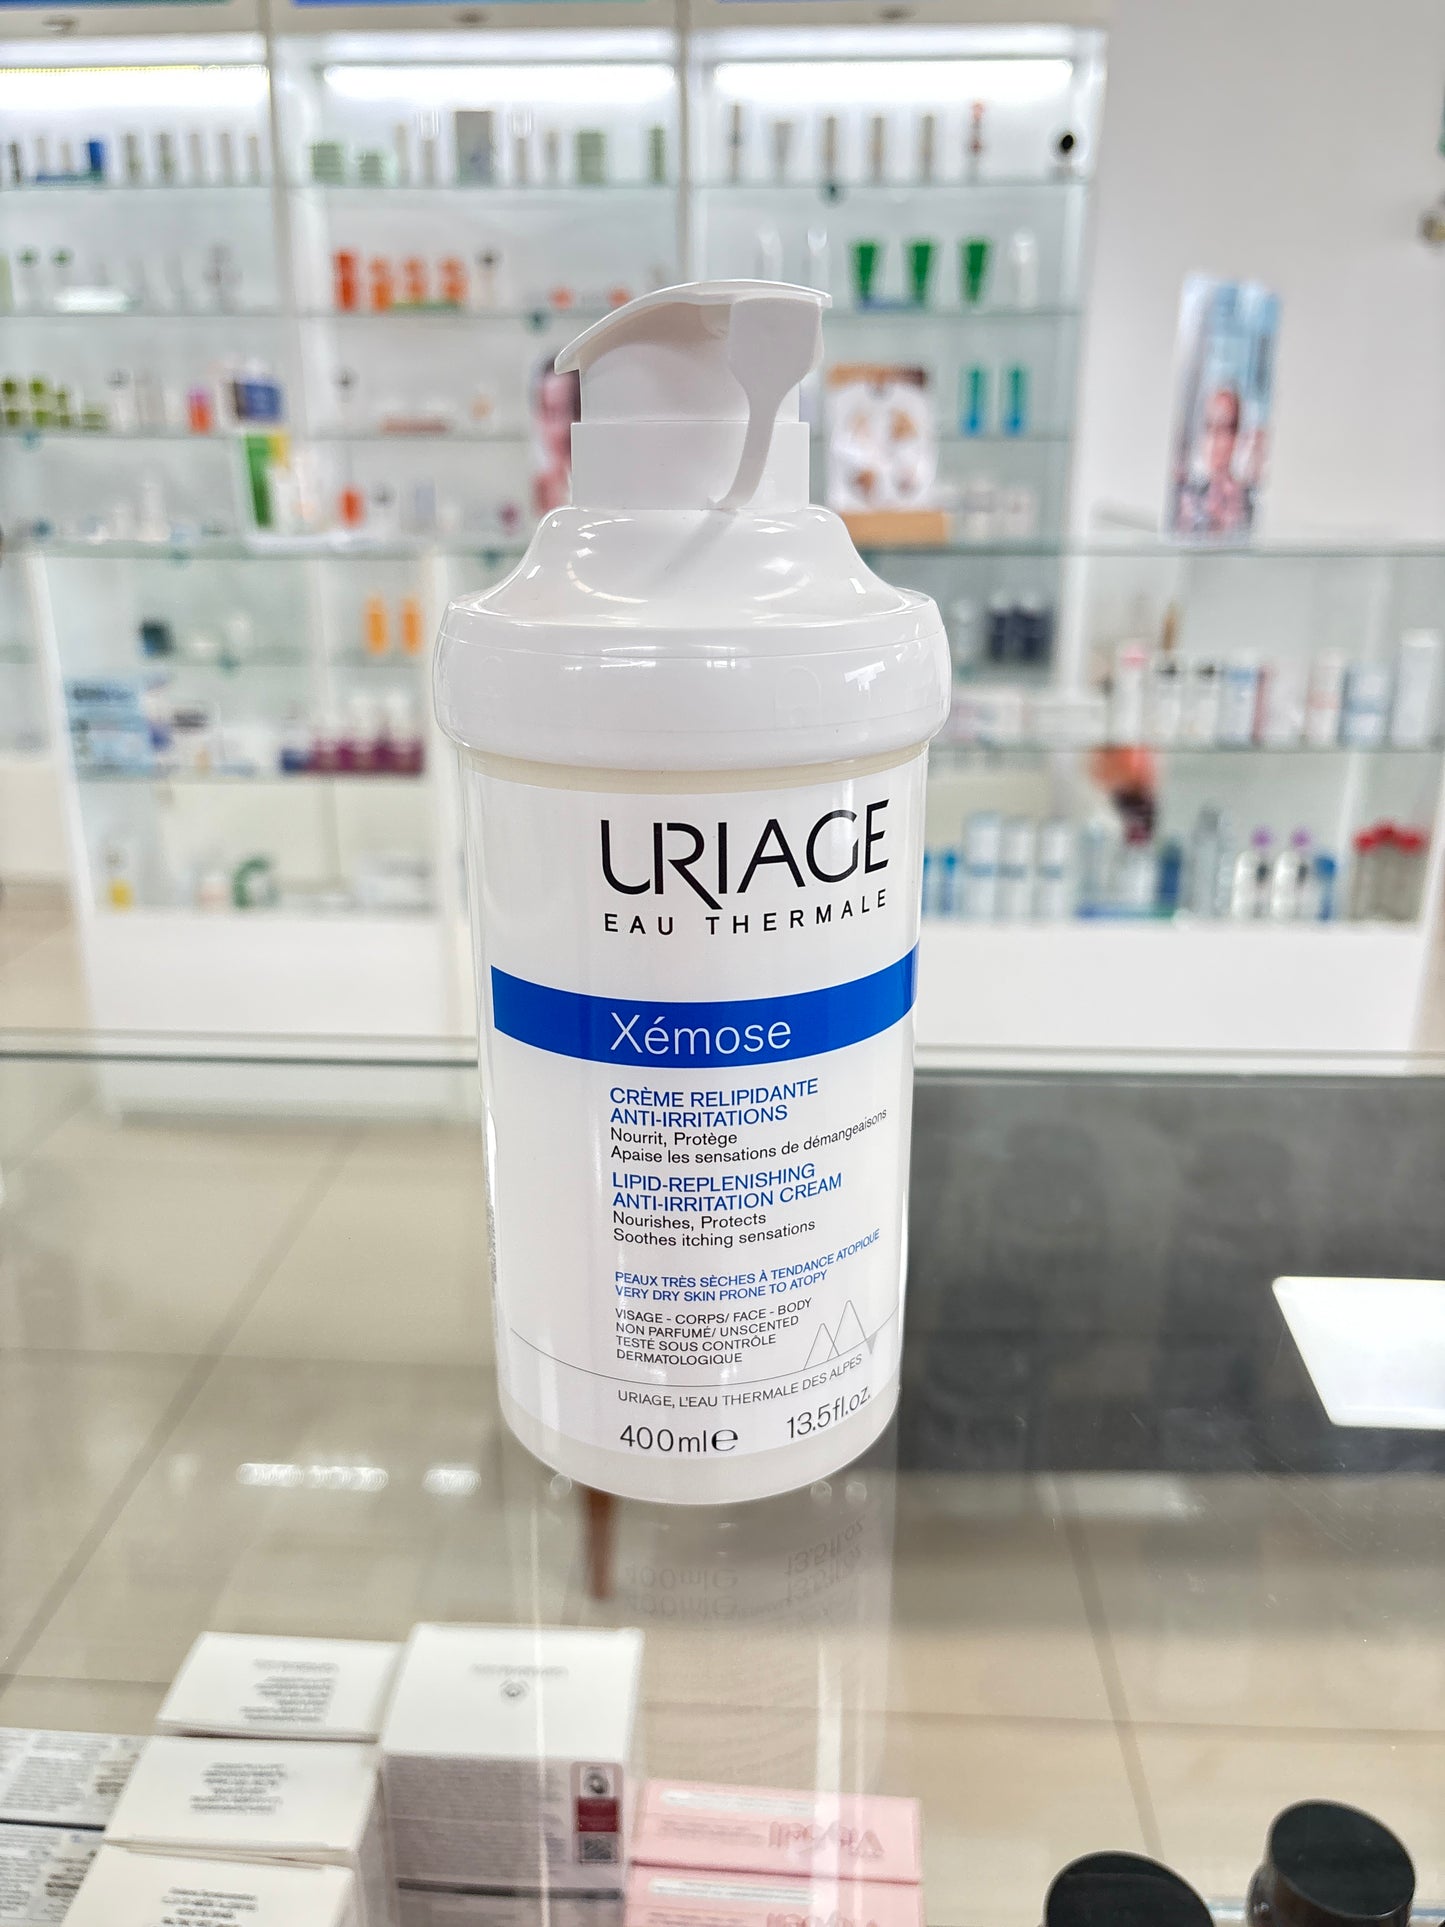 URIAGE
EAU THERMALE
Xémose
CRÈME RELIPIDANTE
ANTI-IRRITATIONS
Nourrit, Protège
Apaise les sensations de démangeaisons
LIPID-REPLENISHING
ANTI-IRRITATION CREAM
Nourishes, Protects
Soothes itching sensations
PEAUX TRÈS SÈCHES À TENDANCE ATOPIQUE
VERY DRY SKIN PRONE TO ATOPY
VISAGE - CORPS/ FACE - BODY
NON PARFUMÉ/ UNSCENTED
TESTÉ SOUS CONTRÔLE
DERMATOLOGIQUE
URIAGE, L'EAU THERMALE DES ALPES
400ml℮ 13.5fl.oz.